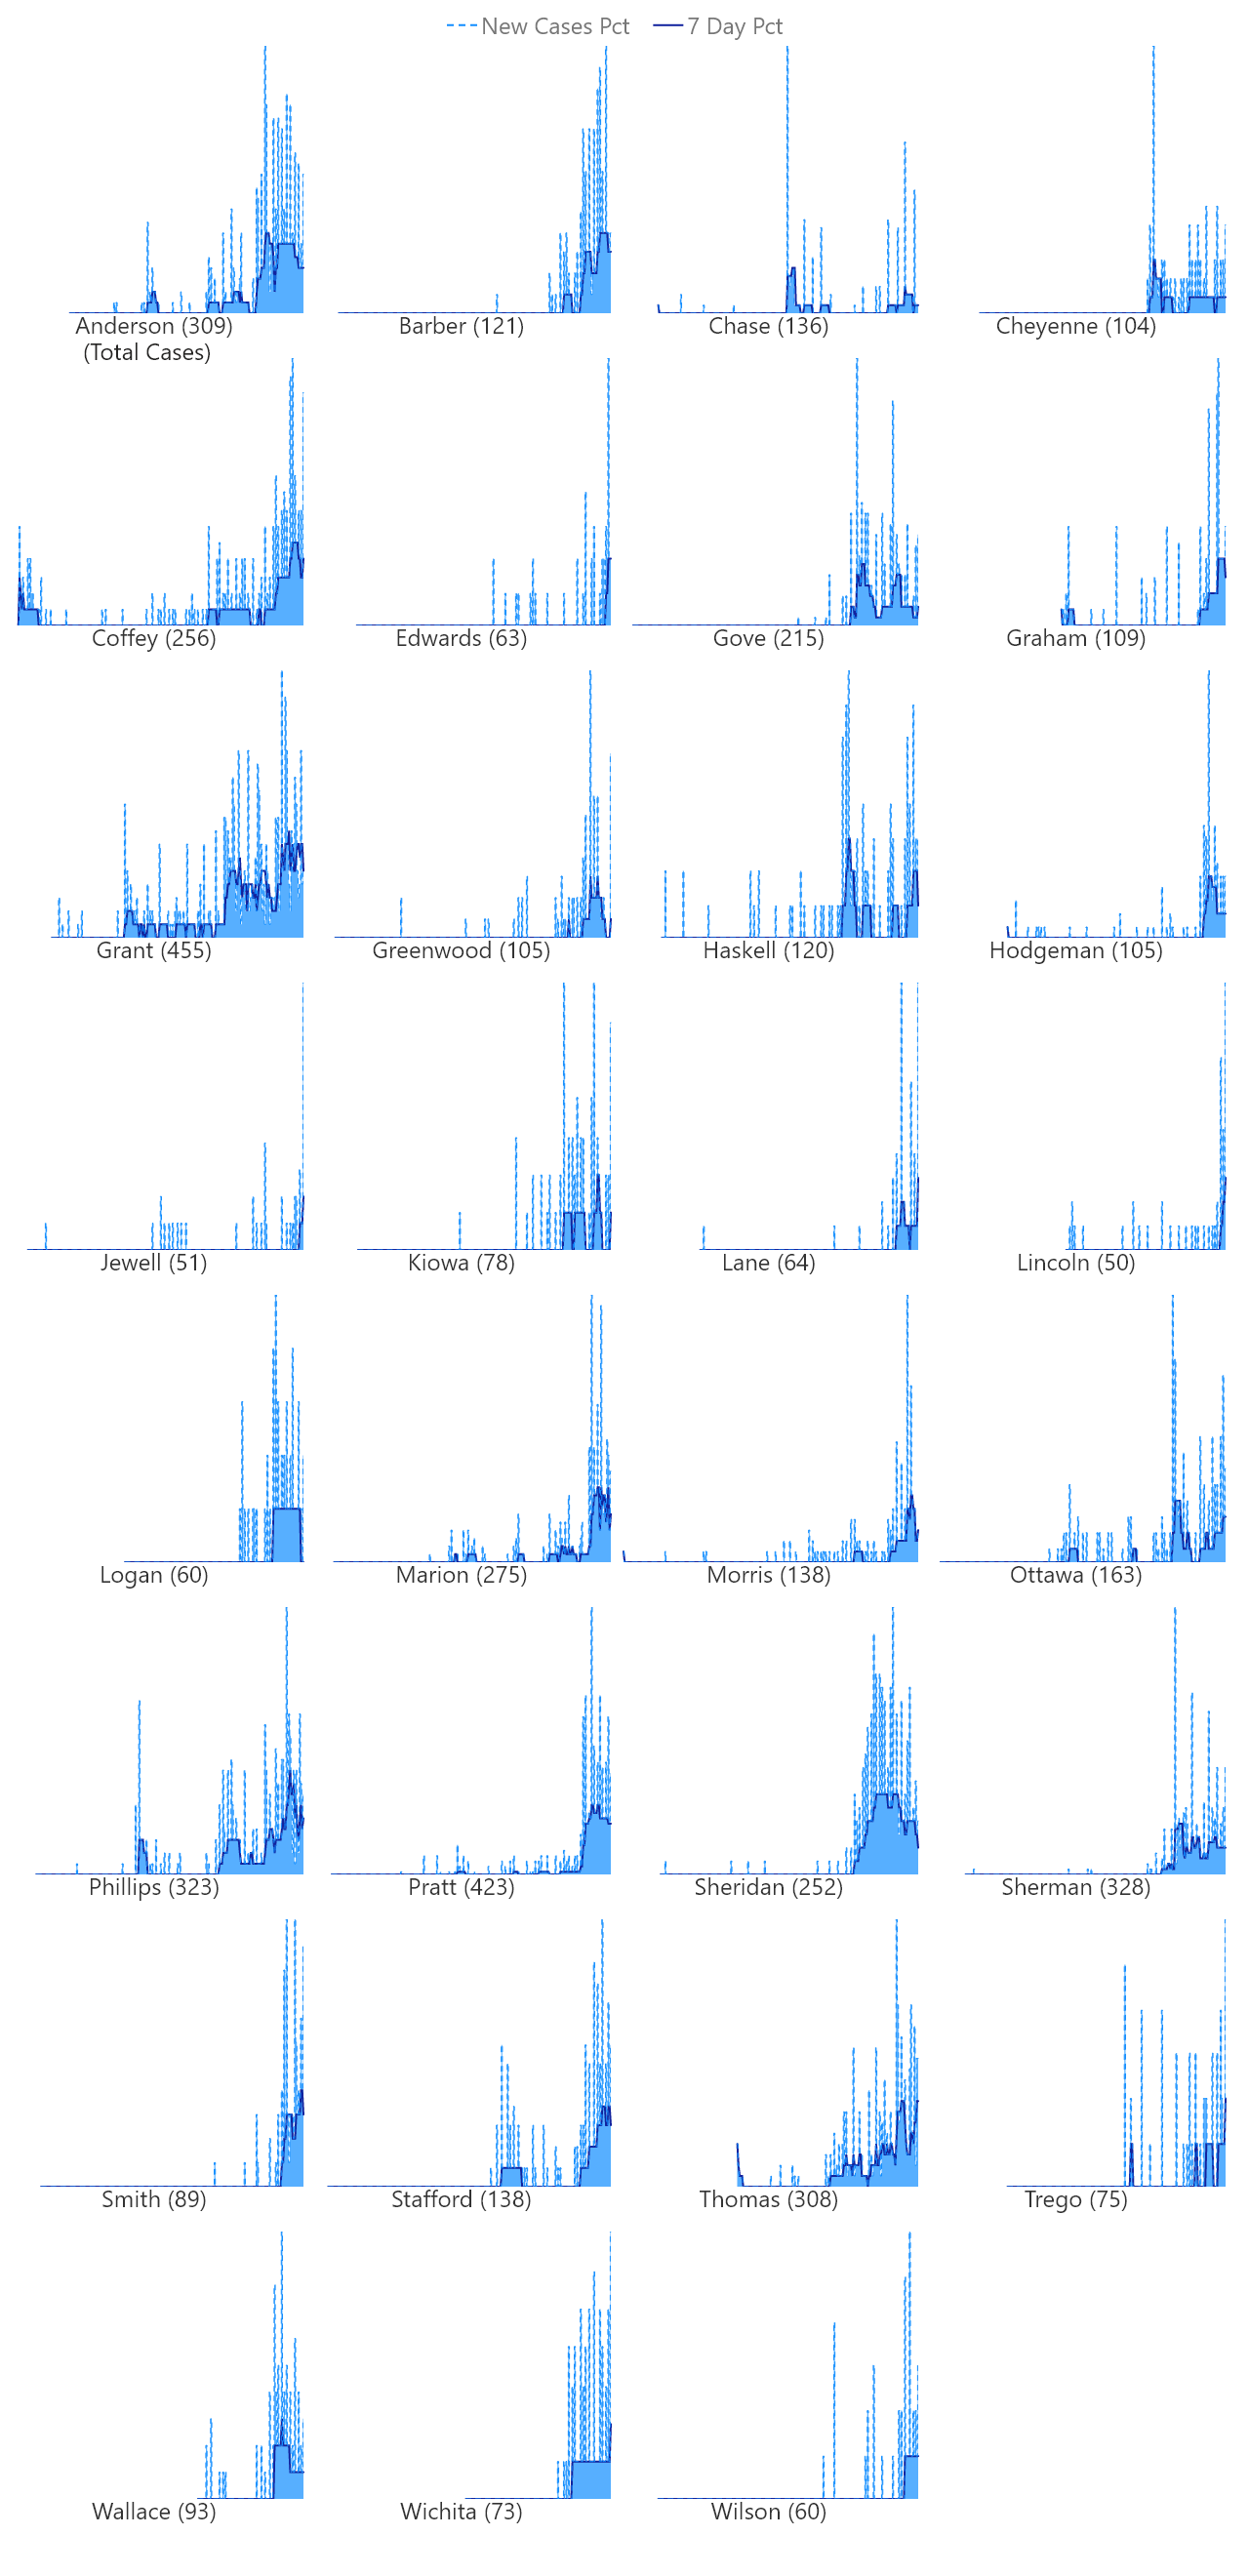 New Cases Pct 7 Day Pct
Anderson (309) Barber (121) Chase (136) Cheyenne (104)
(Total Cases)
Coffey (256) Edwards (63) Gove (215) Graham (109)
Grant (455) Greenwood (105) Haskell (120) Hodgeman (105)
Jewell (51) Kiowa (78) Lane (64) Lincoln (50)
Logan (60) Marion (275) Morris (138) Ottawa (163)
Phillips (323) Pratt (423) Sheridan (252) Sherman (328)
Smith (89) Stafford (138) Thomas (308) Trego (75)
Wallace (93) Wichita (73) Wilson (60)